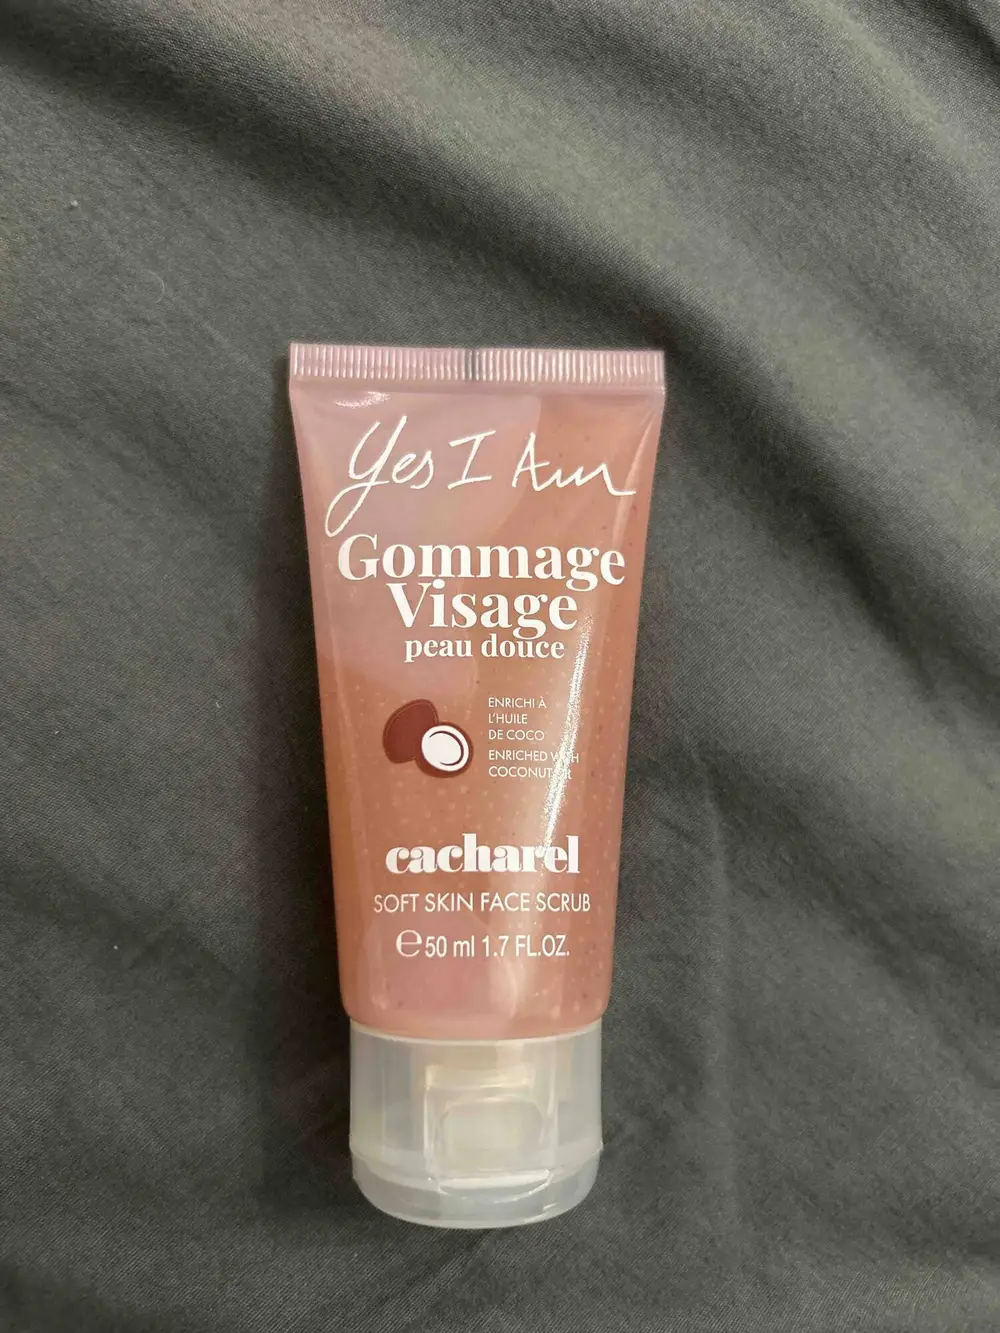 Yes I Am
Gommage
Visage
peau douce
ENRICHI À
L'HUILE
DE COCO
ENRICHED WITH
COCONUT
cacharel
SOFT SKIN FACE SCRUB
℮ 50 ml 1.7 FL.OZ.